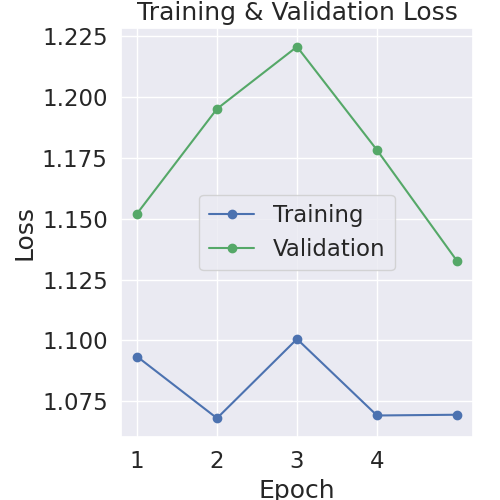 Training & Validation Loss
1.225
1.200
1.175
1.150
1.125
1.100
1.075
Loss
Training
Validation
1 2 3 4
Epoch